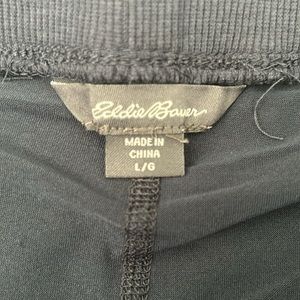 Eddie Bauer
MADE IN
CHINA
L/G